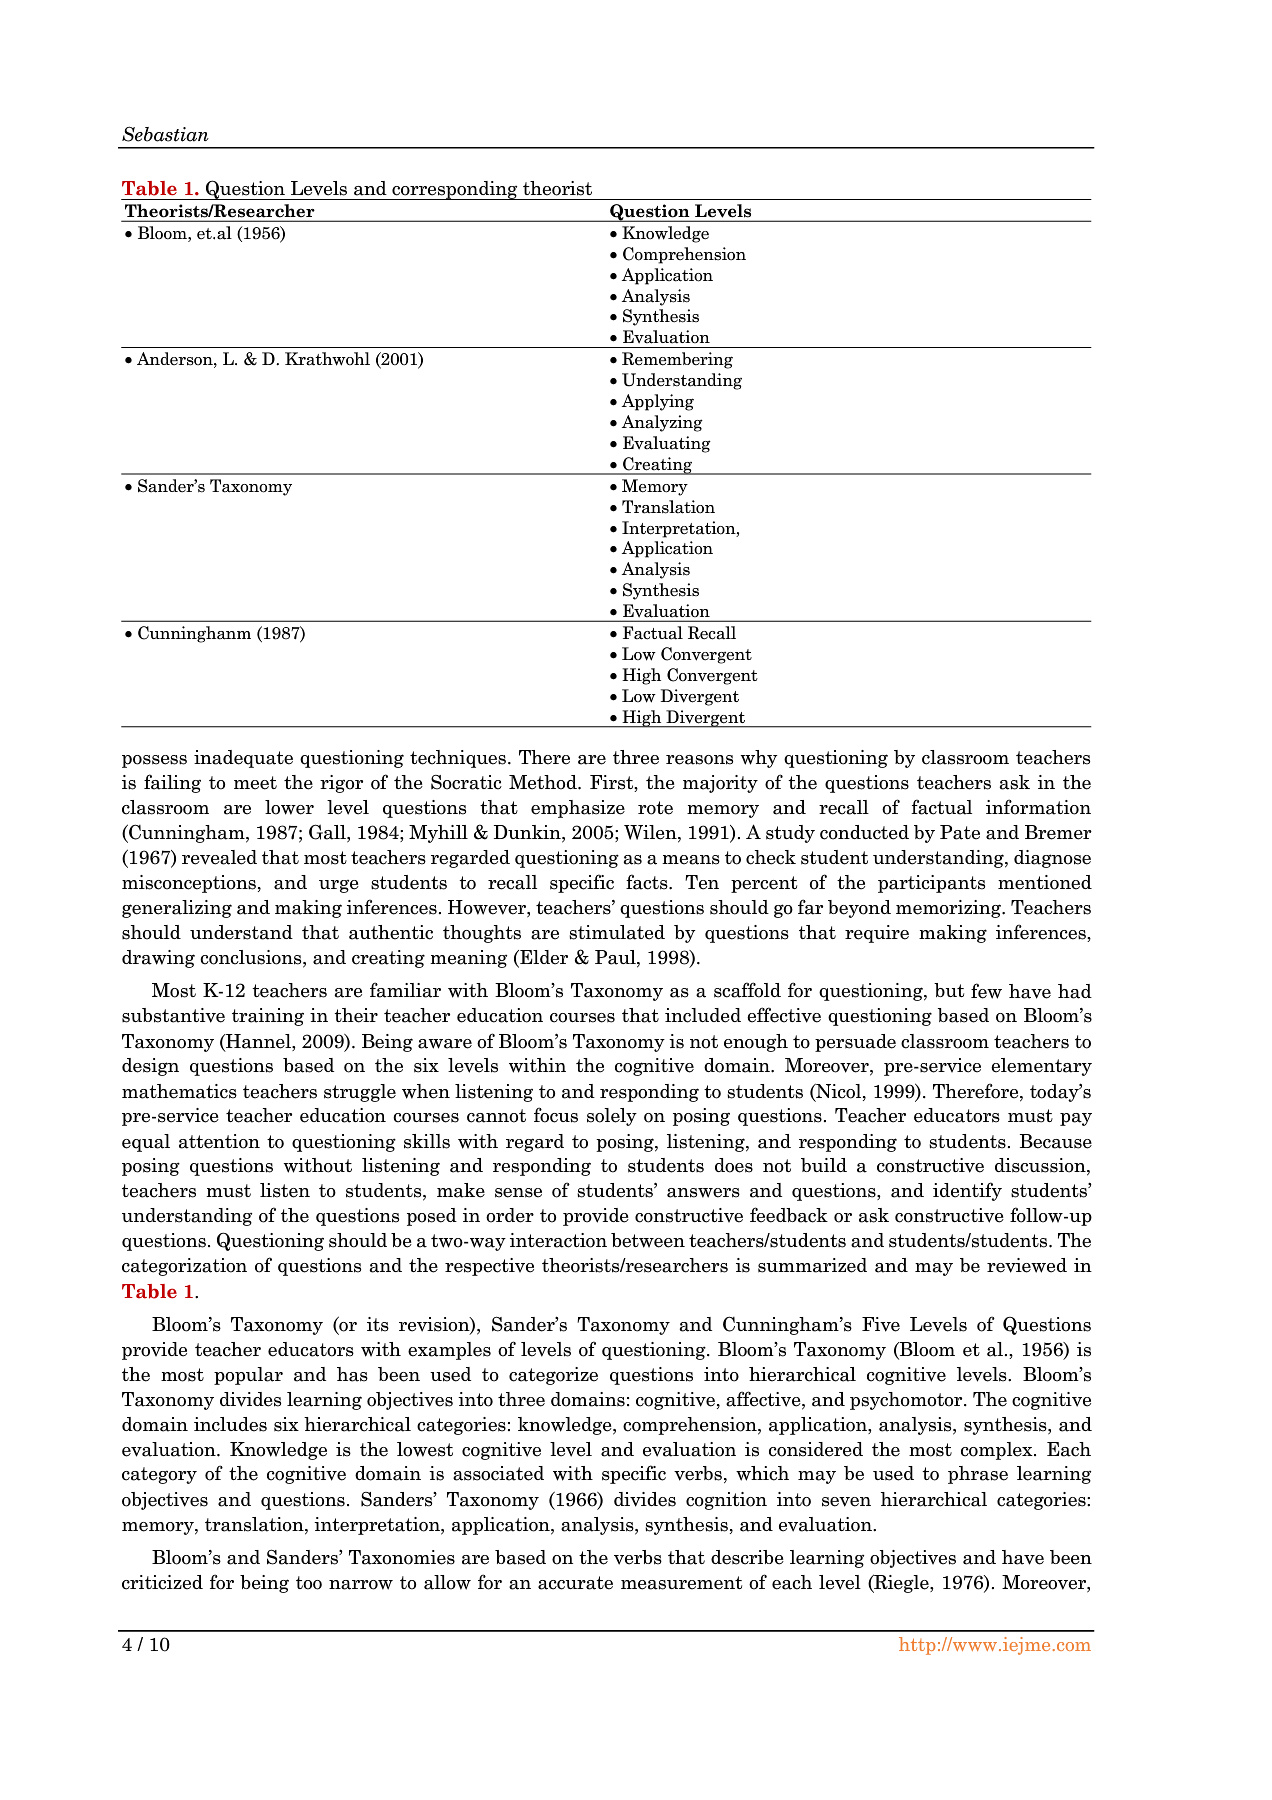 Sebastian
Table 1. Question Levels and corresponding theorist
Theorists/Researcher Question Levels
• Bloom, et.al (1956) • Knowledge
• Comprehension
• Application
• Analysis
• Synthesis
• Evaluation
• Anderson, L. & D. Krathwohl (2001) • Remembering
• Understanding
• Applying
• Analyzing
• Evaluating
• Creating
• Sander’s Taxonomy • Memory
• Translation
• Interpretation,
• Application
• Analysis
• Synthesis
• Evaluation
• Cunninghanm (1987) • Factual Recall
• Low Convergent
• High Convergent
• Low Divergent
• High Divergent
possess inadequate questioning techniques. There are three reasons why questioning by classroom teachers
is failing to meet the rigor of the Socratic Method. First, the majority of the questions teachers ask in the
classroom are lower level questions that emphasize rote memory and recall of factual information
(Cunningham, 1987; Gall, 1984; Myhill & Dunkin, 2005; Wilen, 1991). A study conducted by Pate and Bremer
(1967) revealed that most teachers regarded questioning as a means to check student understanding, diagnose
misconceptions, and urge students to recall specific facts. Ten percent of the participants mentioned
generalizing and making inferences. However, teachers’ questions should go far beyond memorizing. Teachers
should understand that authentic thoughts are stimulated by questions that require making inferences,
drawing conclusions, and creating meaning (Elder & Paul, 1998).
Most K-12 teachers are familiar with Bloom’s Taxonomy as a scaffold for questioning, but few have had
substantive training in their teacher education courses that included effective questioning based on Bloom’s
Taxonomy (Hannel, 2009). Being aware of Bloom’s Taxonomy is not enough to persuade classroom teachers to
design questions based on the six levels within the cognitive domain. Moreover, pre-service elementary
mathematics teachers struggle when listening to and responding to students (Nicol, 1999). Therefore, today’s
pre-service teacher education courses cannot focus solely on posing questions. Teacher educators must pay
equal attention to questioning skills with regard to posing, listening, and responding to students. Because
posing questions without listening and responding to students does not build a constructive discussion,
teachers must listen to students, make sense of students’ answers and questions, and identify students’
understanding of the questions posed in order to provide constructive feedback or ask constructive follow-up
questions. Questioning should be a two-way interaction between teachers/students and students/students. The
categorization of questions and the respective theorists/researchers is summarized and may be reviewed in
Table 1.
Bloom’s Taxonomy (or its revision), Sander’s Taxonomy and Cunningham’s Five Levels of Questions
provide teacher educators with examples of levels of questioning. Bloom’s Taxonomy (Bloom et al., 1956) is
the most popular and has been used to categorize questions into hierarchical cognitive levels. Bloom’s
Taxonomy divides learning objectives into three domains: cognitive, affective, and psychomotor. The cognitive
domain includes six hierarchical categories: knowledge, comprehension, application, analysis, synthesis, and
evaluation. Knowledge is the lowest cognitive level and evaluation is considered the most complex. Each
category of the cognitive domain is associated with specific verbs, which may be used to phrase learning
objectives and questions. Sanders’ Taxonomy (1966) divides cognition into seven hierarchical categories:
memory, translation, interpretation, application, analysis, synthesis, and evaluation.
Bloom’s and Sanders’ Taxonomies are based on the verbs that describe learning objectives and have been
criticized for being too narrow to allow for an accurate measurement of each level (Riegle, 1976). Moreover,
4 / 10 http://www.iejme.com